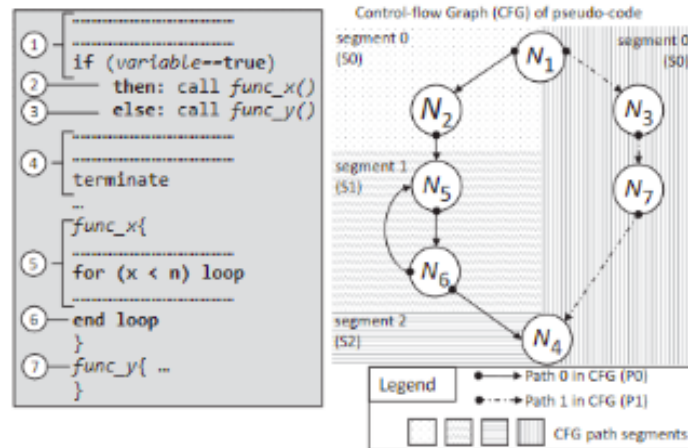 Control-flow Graph (CFG) of pseudo-code
1
if (variable==true)
2 then: call func_x()
3 else: call func_y()
4
terminate
…
func_x{
5
for (x < n) loop
6 end loop
}
7 func_y{ …
}
segment 0
(S0)
segment 0
(S0)
N1
N2
N3
segment 1
(S1)
N5
N7
N6
segment 2
(S2)
N4
Legend
Path 0 in CFG (P0)
Path 1 in CFG (P1)
CFG path segments